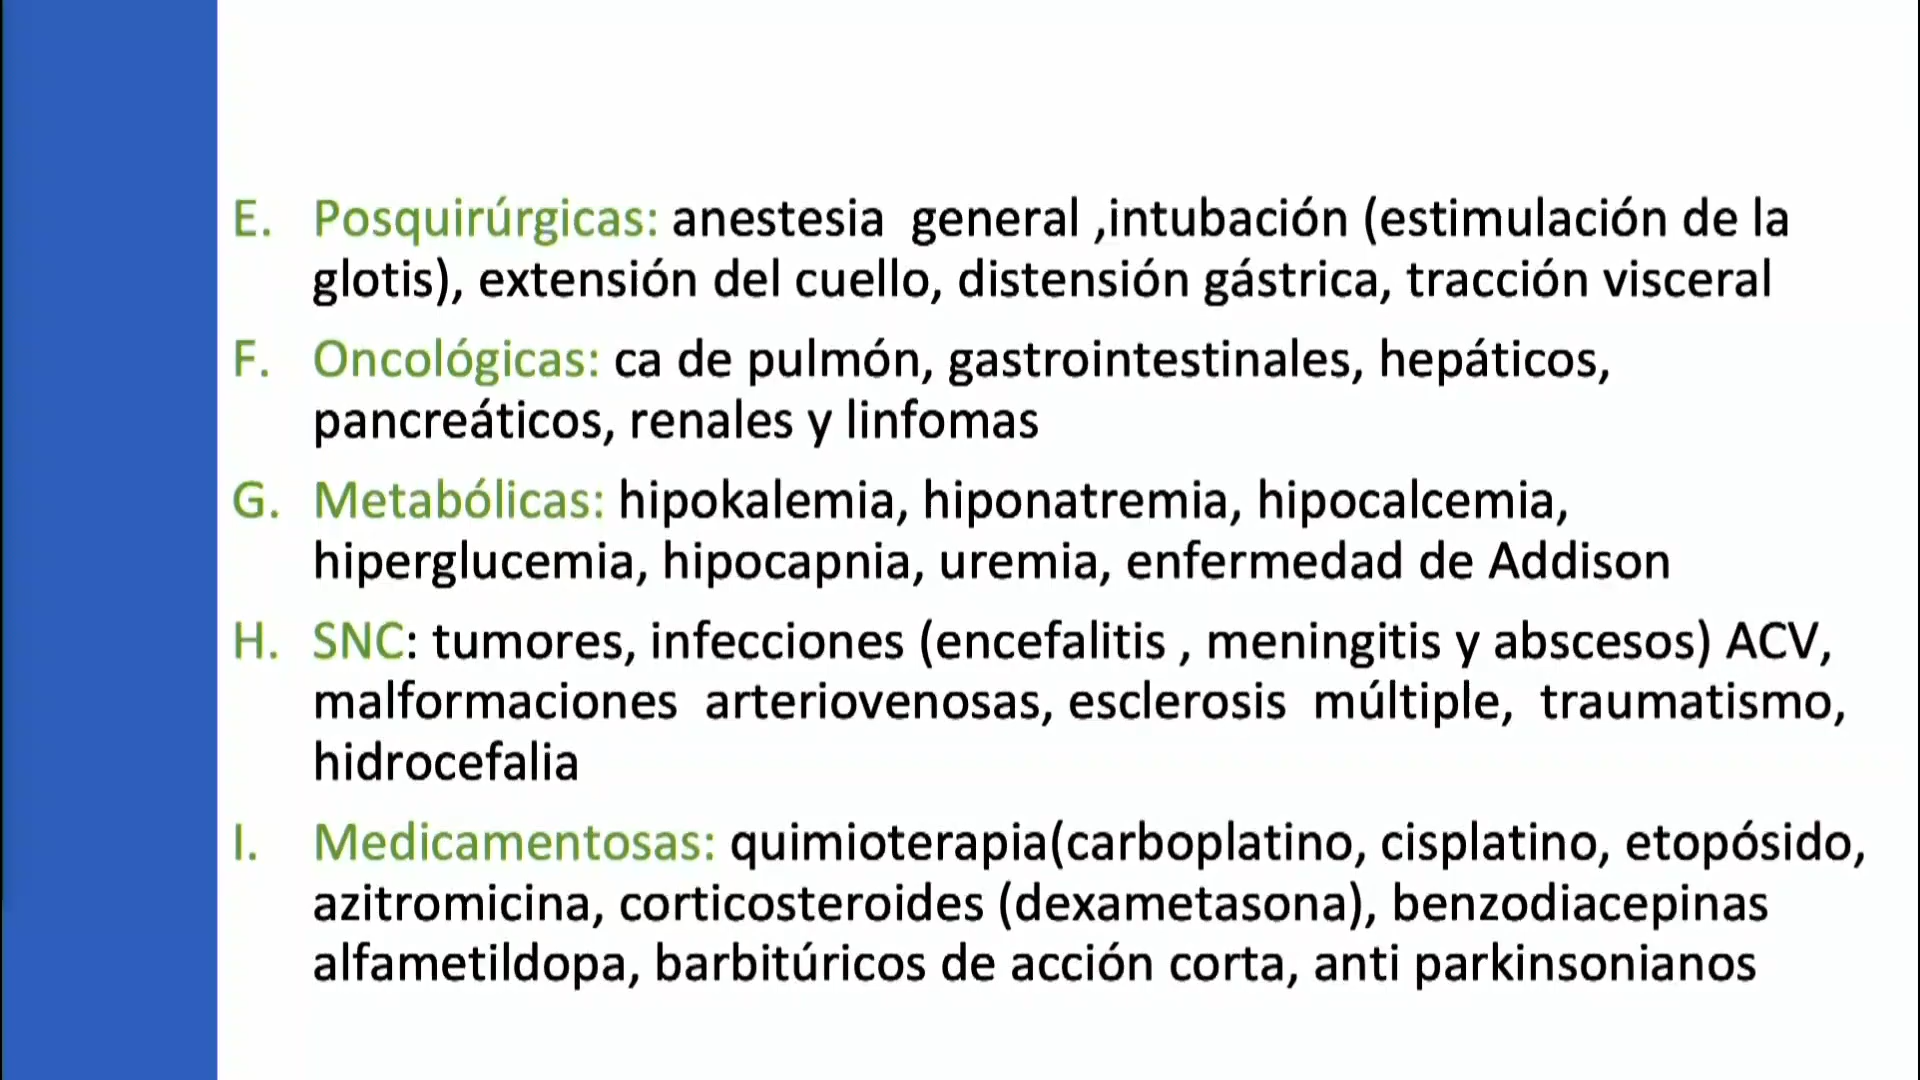 E. Posquirúrgicas: anestesia general ,intubación (estimulación de la
glotis), extensión del cuello, distensión gástrica, tracción visceral
F. Oncológicas: ca de pulmón, gastrointestinales, hepáticos,
pancreáticos, renales y linfomas
G. Metabólicas: hipokalemia, hiponatremia, hipocalcemia,
hiperglucemia, hipocapnia, uremia, enfermedad de Addison
H. SNC: tumores, infecciones (encefalitis , meningitis y abscesos) ACV,
malformaciones arteriovenosas, esclerosis múltiple, traumatismo,
hidrocefalia
I. Medicamentosas: quimioterapia(carboplatino, cisplatino, etopósido,
azitromicina, corticosteroides (dexametasona), benzodiacepinas
alfametildopa, barbitúricos de acción corta, anti parkinsonianos